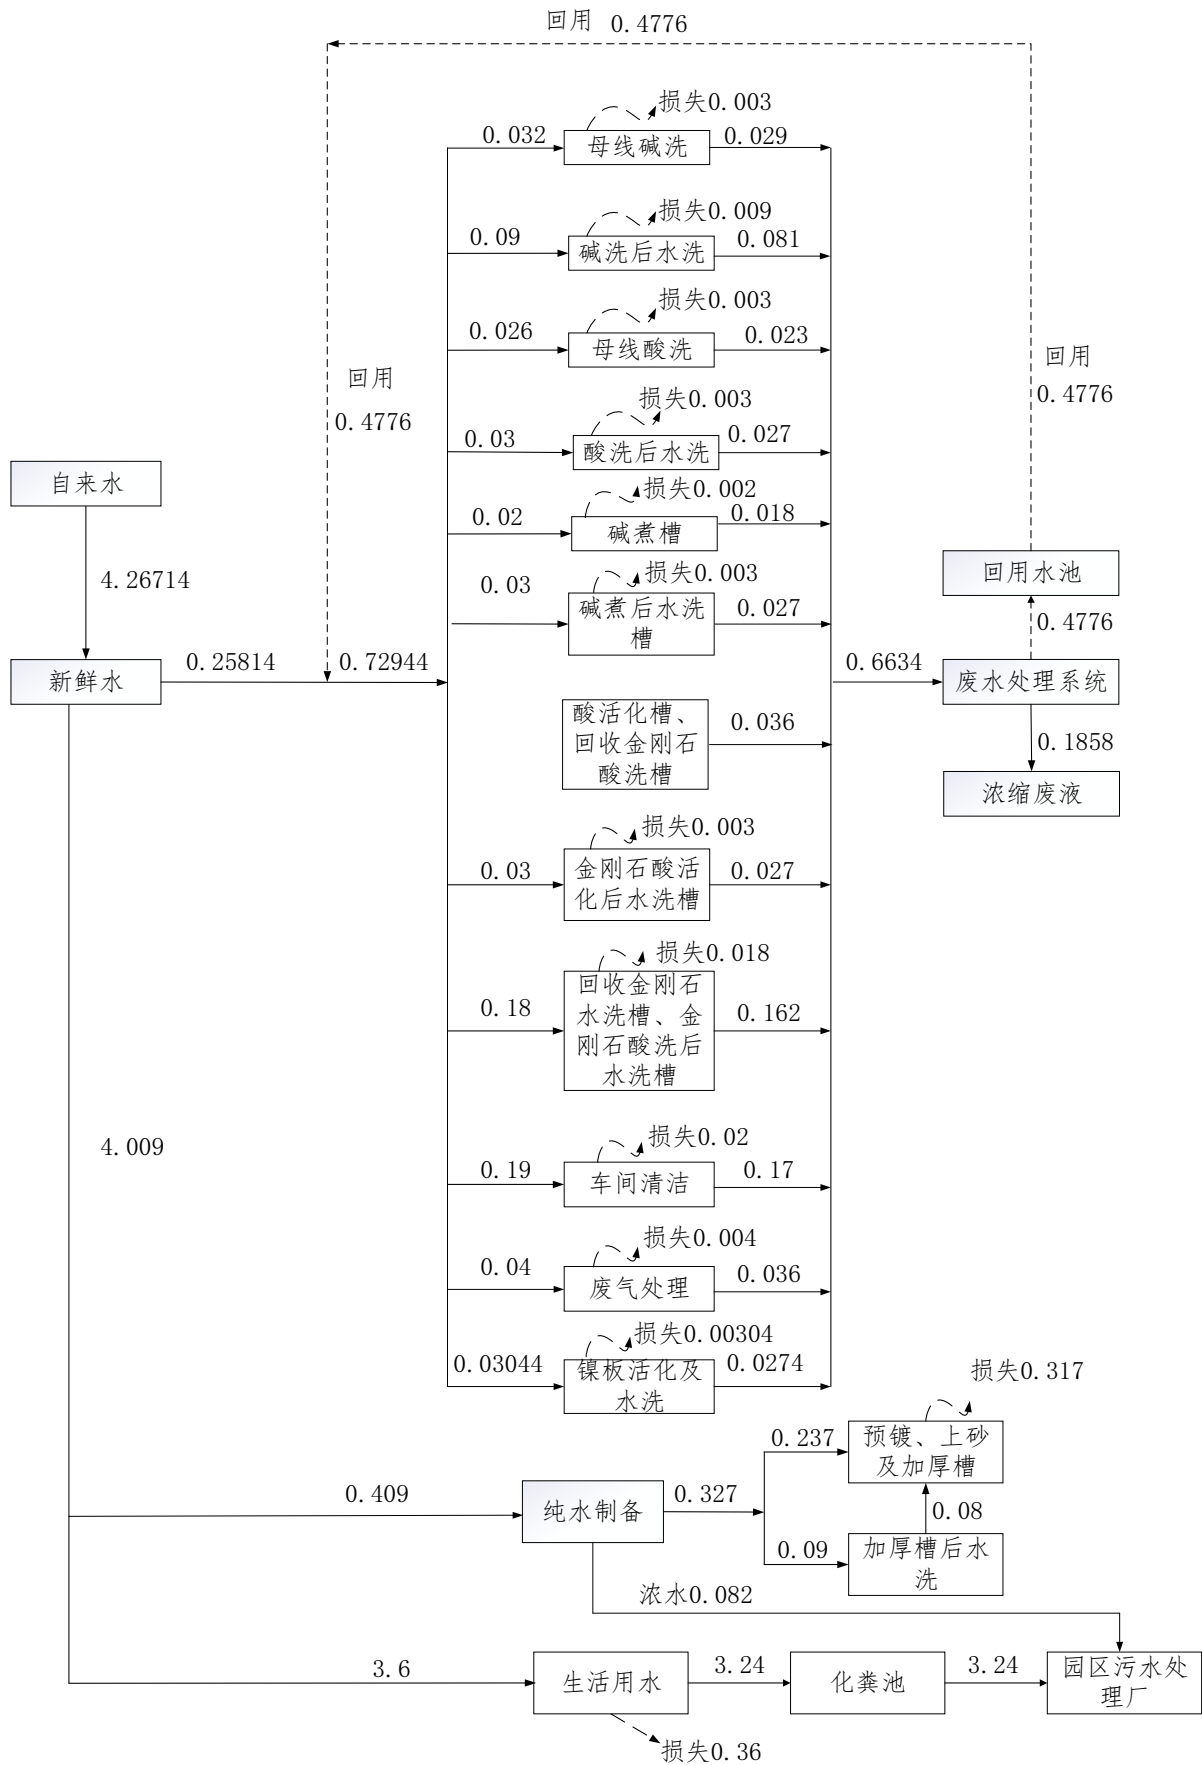 回用 0.4776
损失0.003
0.032
母线碱洗
0.029
损失0.009
0.09
碱洗后水洗
0.081
损失0.003
0.026
母线酸洗
0.023
回用
0.4776
回用
0.4776
损失0.003
0.03
酸洗后水洗
0.027
自来水
损失0.002
0.02
碱煮槽
0.018
4.26714
损失0.003
0.03
碱煮后水洗
槽
0.027
回用水池
0.4776
新鲜水
0.25814
0.72944
0.6634
废水处理系统
酸活化槽、
回收金刚石
酸洗槽
0.036
0.1858
浓缩废液
损失0.003
0.03
金刚石酸活
化后水洗槽
0.027
损失0.018
0.18
回收金刚石
水洗槽、金
刚石酸洗后
水洗槽
0.162
4.009
损失0.02
0.19
车间清洁
0.17
损失0.004
0.04
废气处理
0.036
损失0.00304
0.03044
镍板活化及
水洗
0.0274
损失0.317
0.237
预镀、上砂
及加厚槽
0.409
纯水制备
0.327
0.08
0.09
加厚槽后水
洗
浓水0.082
3.6
生活用水
3.24
化粪池
3.24
园区污水处
理厂
损失0.36